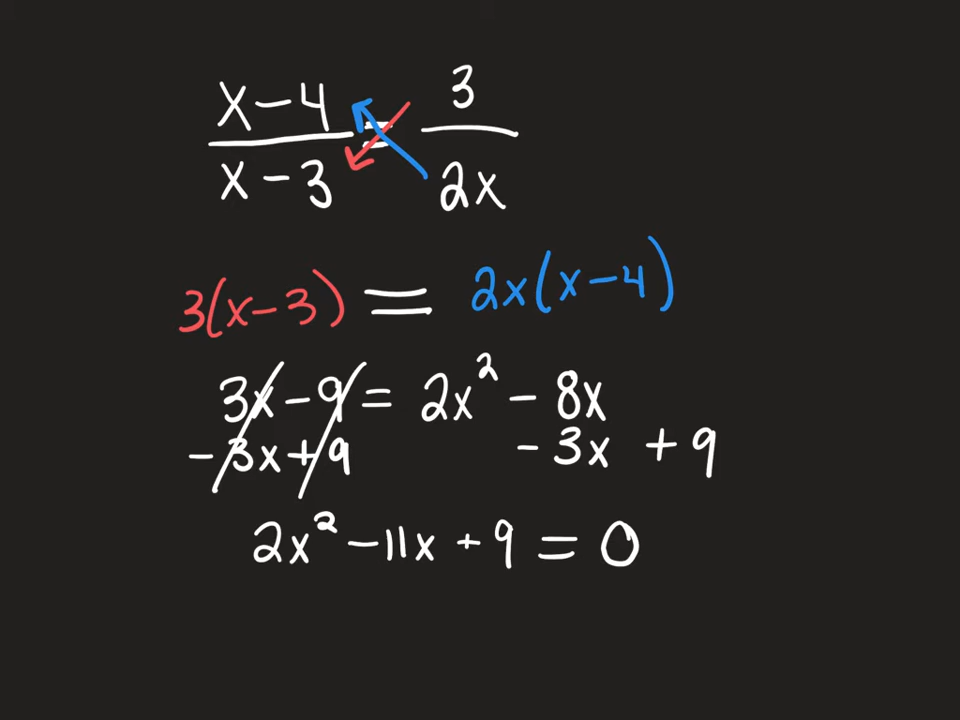 x-4 = 3
x-3 2x
3(x-3) = 2x(x-4)
3x-9 = 2x² - 8x
-3x+9 -3x +9
2x² -11x +9 = 0